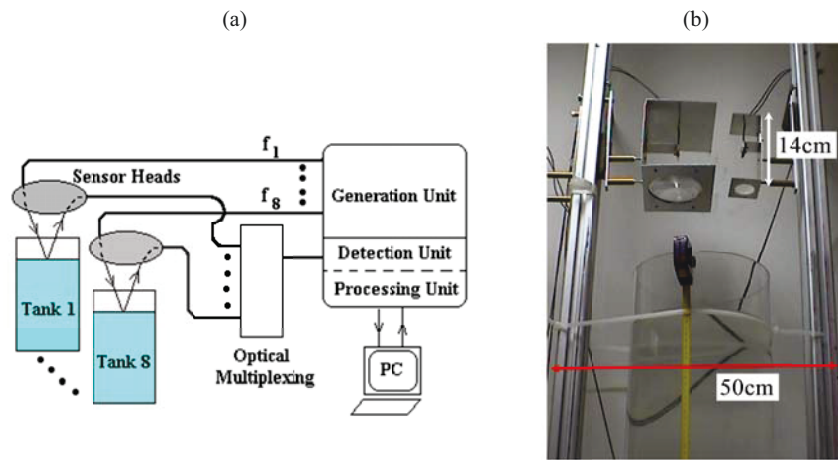 (a)
(b)
f1
Sensor Heads
f8
Generation Unit
Detection Unit
Processing Unit
Tank 1
Tank 8
Optical
Multiplexing
PC
14cm
50cm